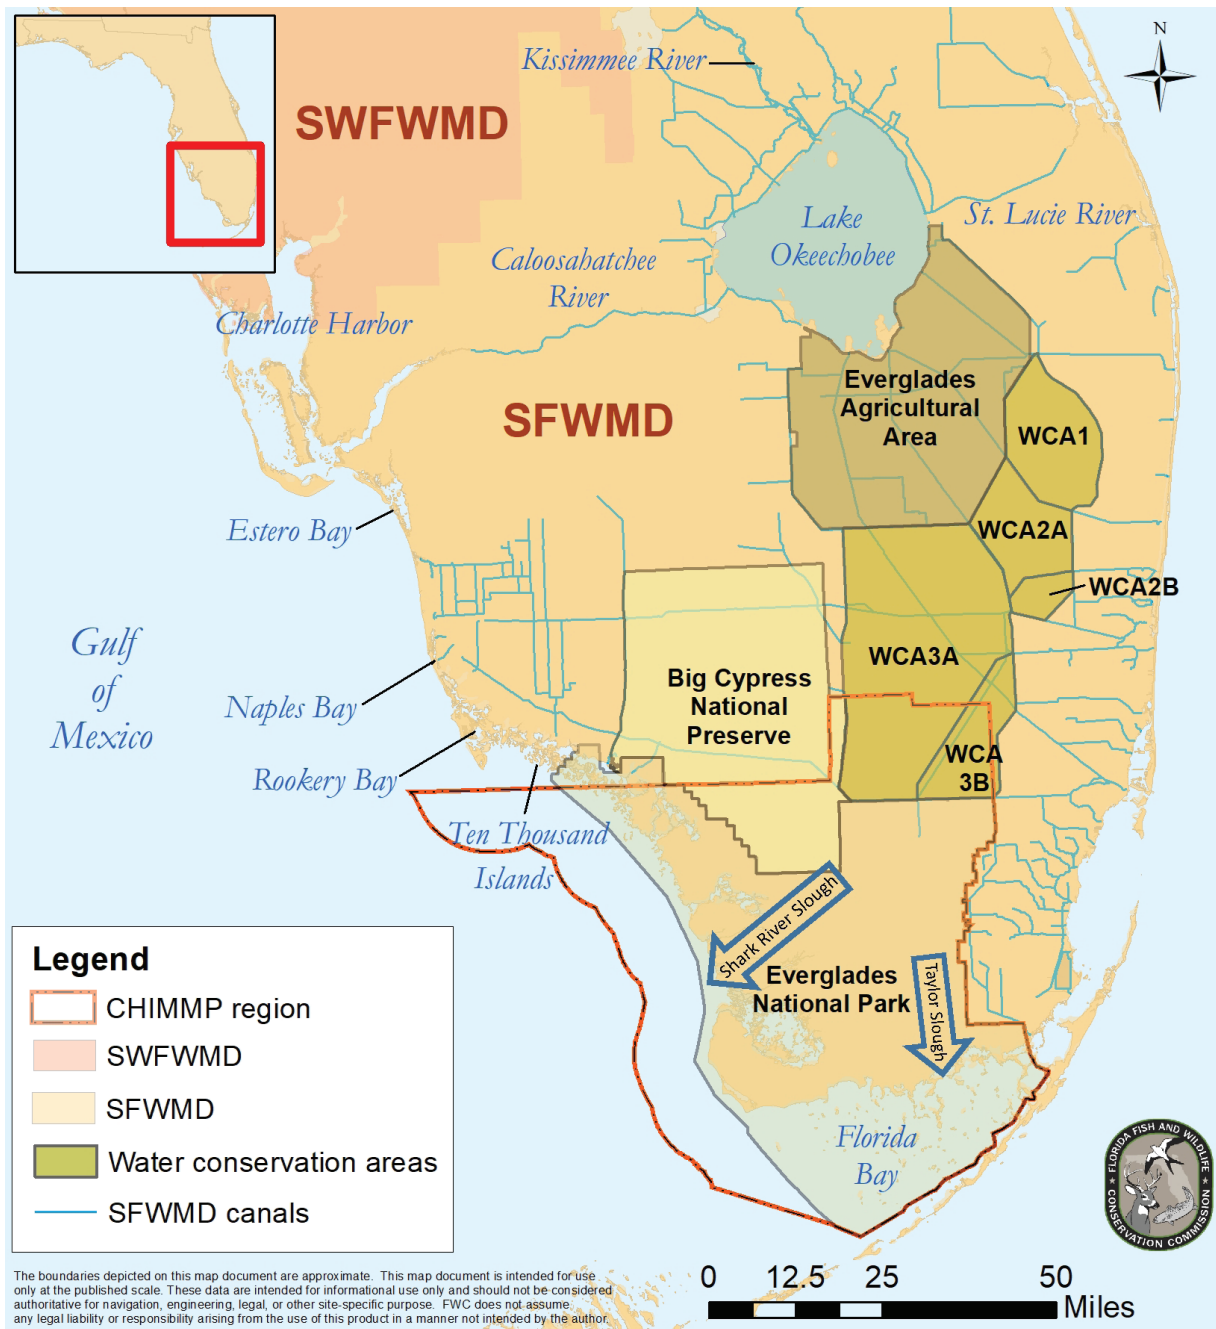 N
Kissimmee River
SWFWMD
Lake
Okeechobee
St. Lucie River
Caloosahatchee
River
Charlotte Harbor
Everglades
Agricultural
Area
SFWMD
WCA1
Estero Bay
WCA2A
WCA2B
Gulf
of
Mexico
WCA3A
Big Cypress
National
Preserve
Naples Bay
WCA
3B
Rookery Bay
Ten Thousand
Islands
Shark River Slough
Everglades
National Park
Taylor Slough
Florida
Bay
Legend
CHIMMP region
SWFWMD
SFWMD
Water conservation areas
SFWMD canals
FLORIDA FISH AND WILDLIFE
CONSERVATION COMMISSION
The boundaries depicted on this map document are approximate. This map document is intended for use
only at the published scale. These data are intended for informational use only and should not be considered
authoritative for navigation, engineering, legal, or other site-specific purpose. FWC does not assume
any legal liability or responsibility arising from the use of this product in a manner not intended by the author.
0 12.5 25 50
Miles